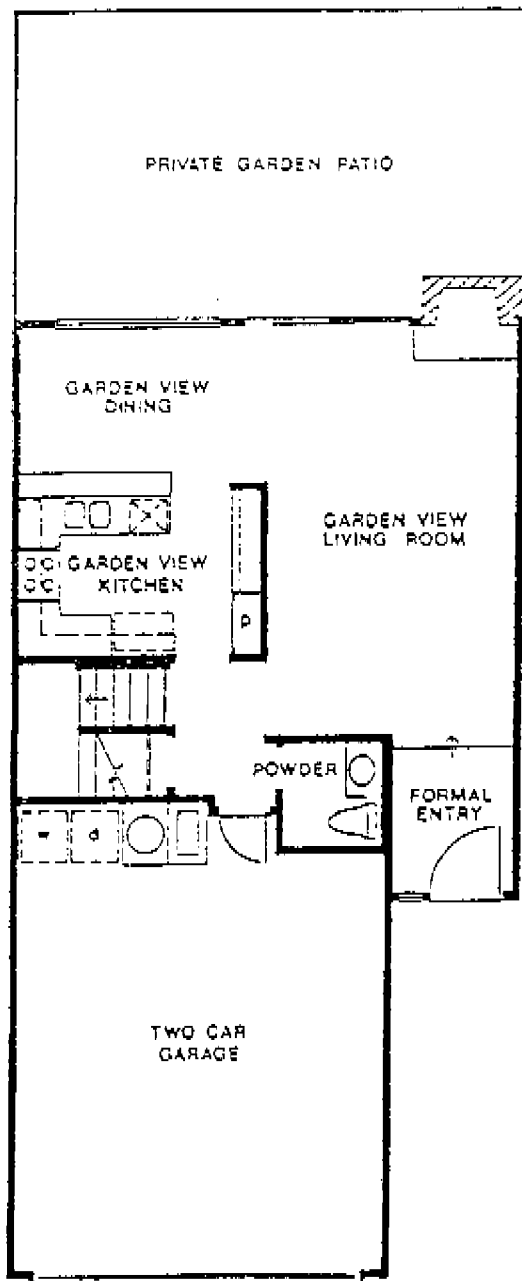 PRIVATE GARDEN PATIO
GARDEN VIEW
DINING
GARDEN VIEW
LIVING ROOM
GARDEN VIEW
KITCHEN
P
POWDER
FORMAL
ENTRY
w
d
TWO CAR
GARAGE